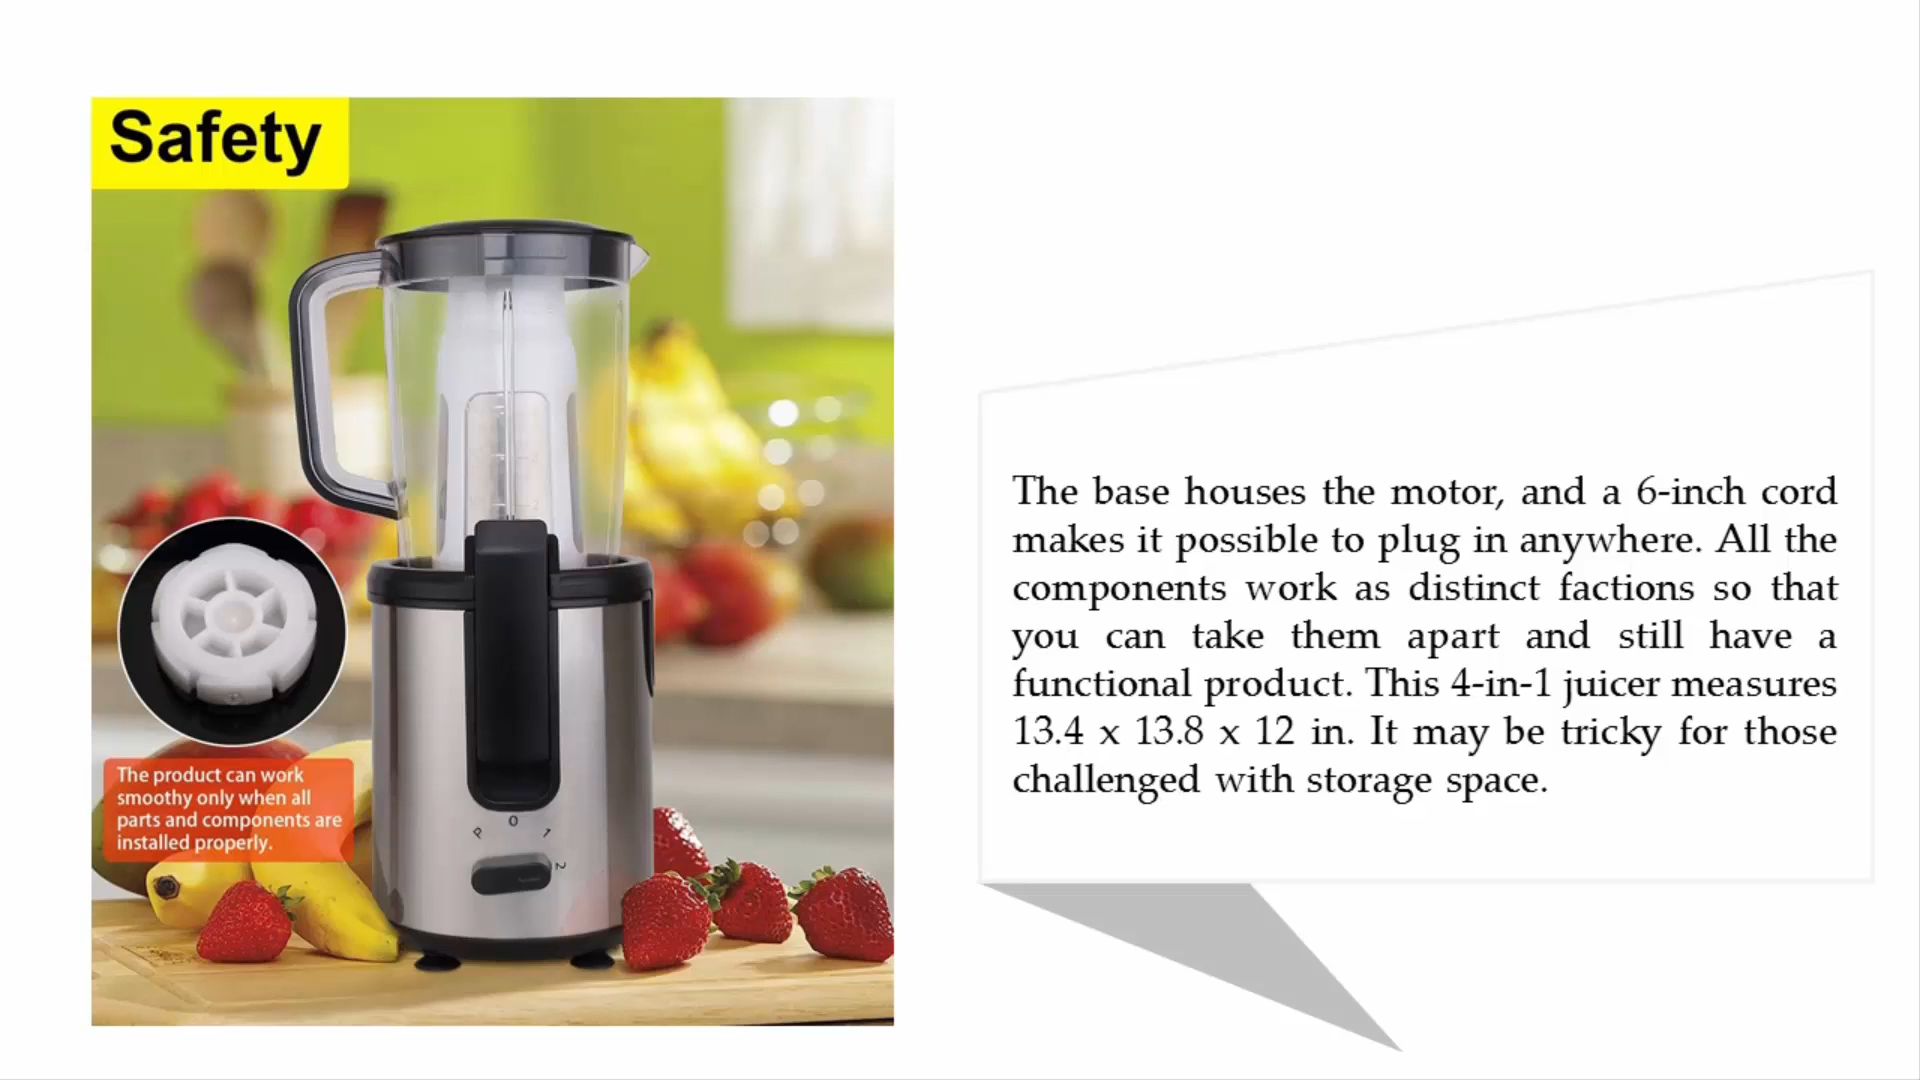 Safety
The product can work
smoothy only when all
parts and components are
installed properly.
P 0 1
2
The base houses the motor, and a 6-inch cord
makes it possible to plug in anywhere. All the
components work as distinct factions so that
you can take them apart and still have a
functional product. This 4-in-1 juicer measures
13.4 x 13.8 x 12 in. It may be tricky for those
challenged with storage space.